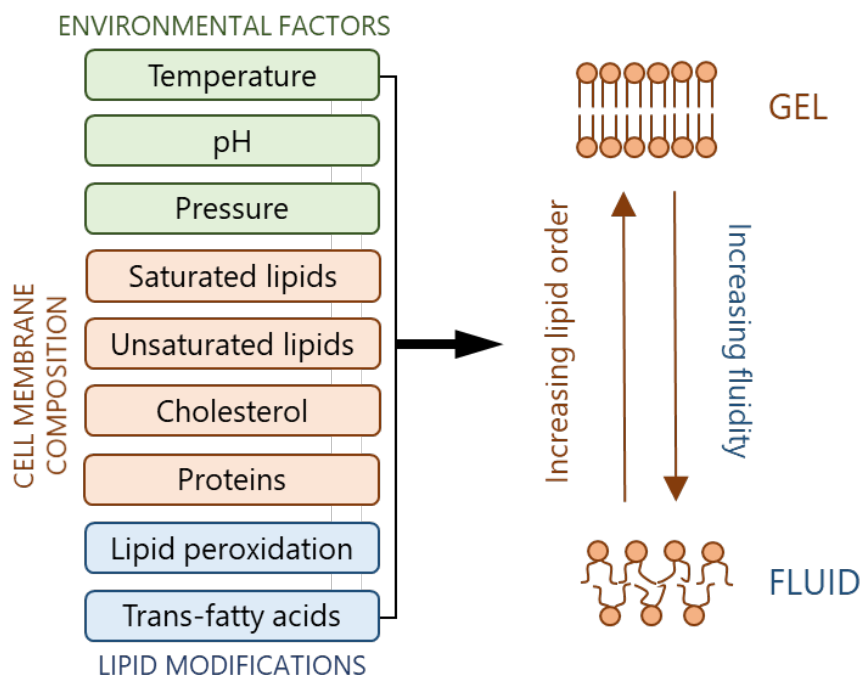 ENVIRONMENTAL FACTORS
Temperature
pH
Pressure
Saturated lipids
Unsaturated lipids
Cholesterol
Proteins
Lipid peroxidation
Trans-fatty acids
LIPID MODIFICATIONS
CELL MEMBRANE
COMPOSITION
GEL
Increasing lipid order
Increasing fluidity
FLUID